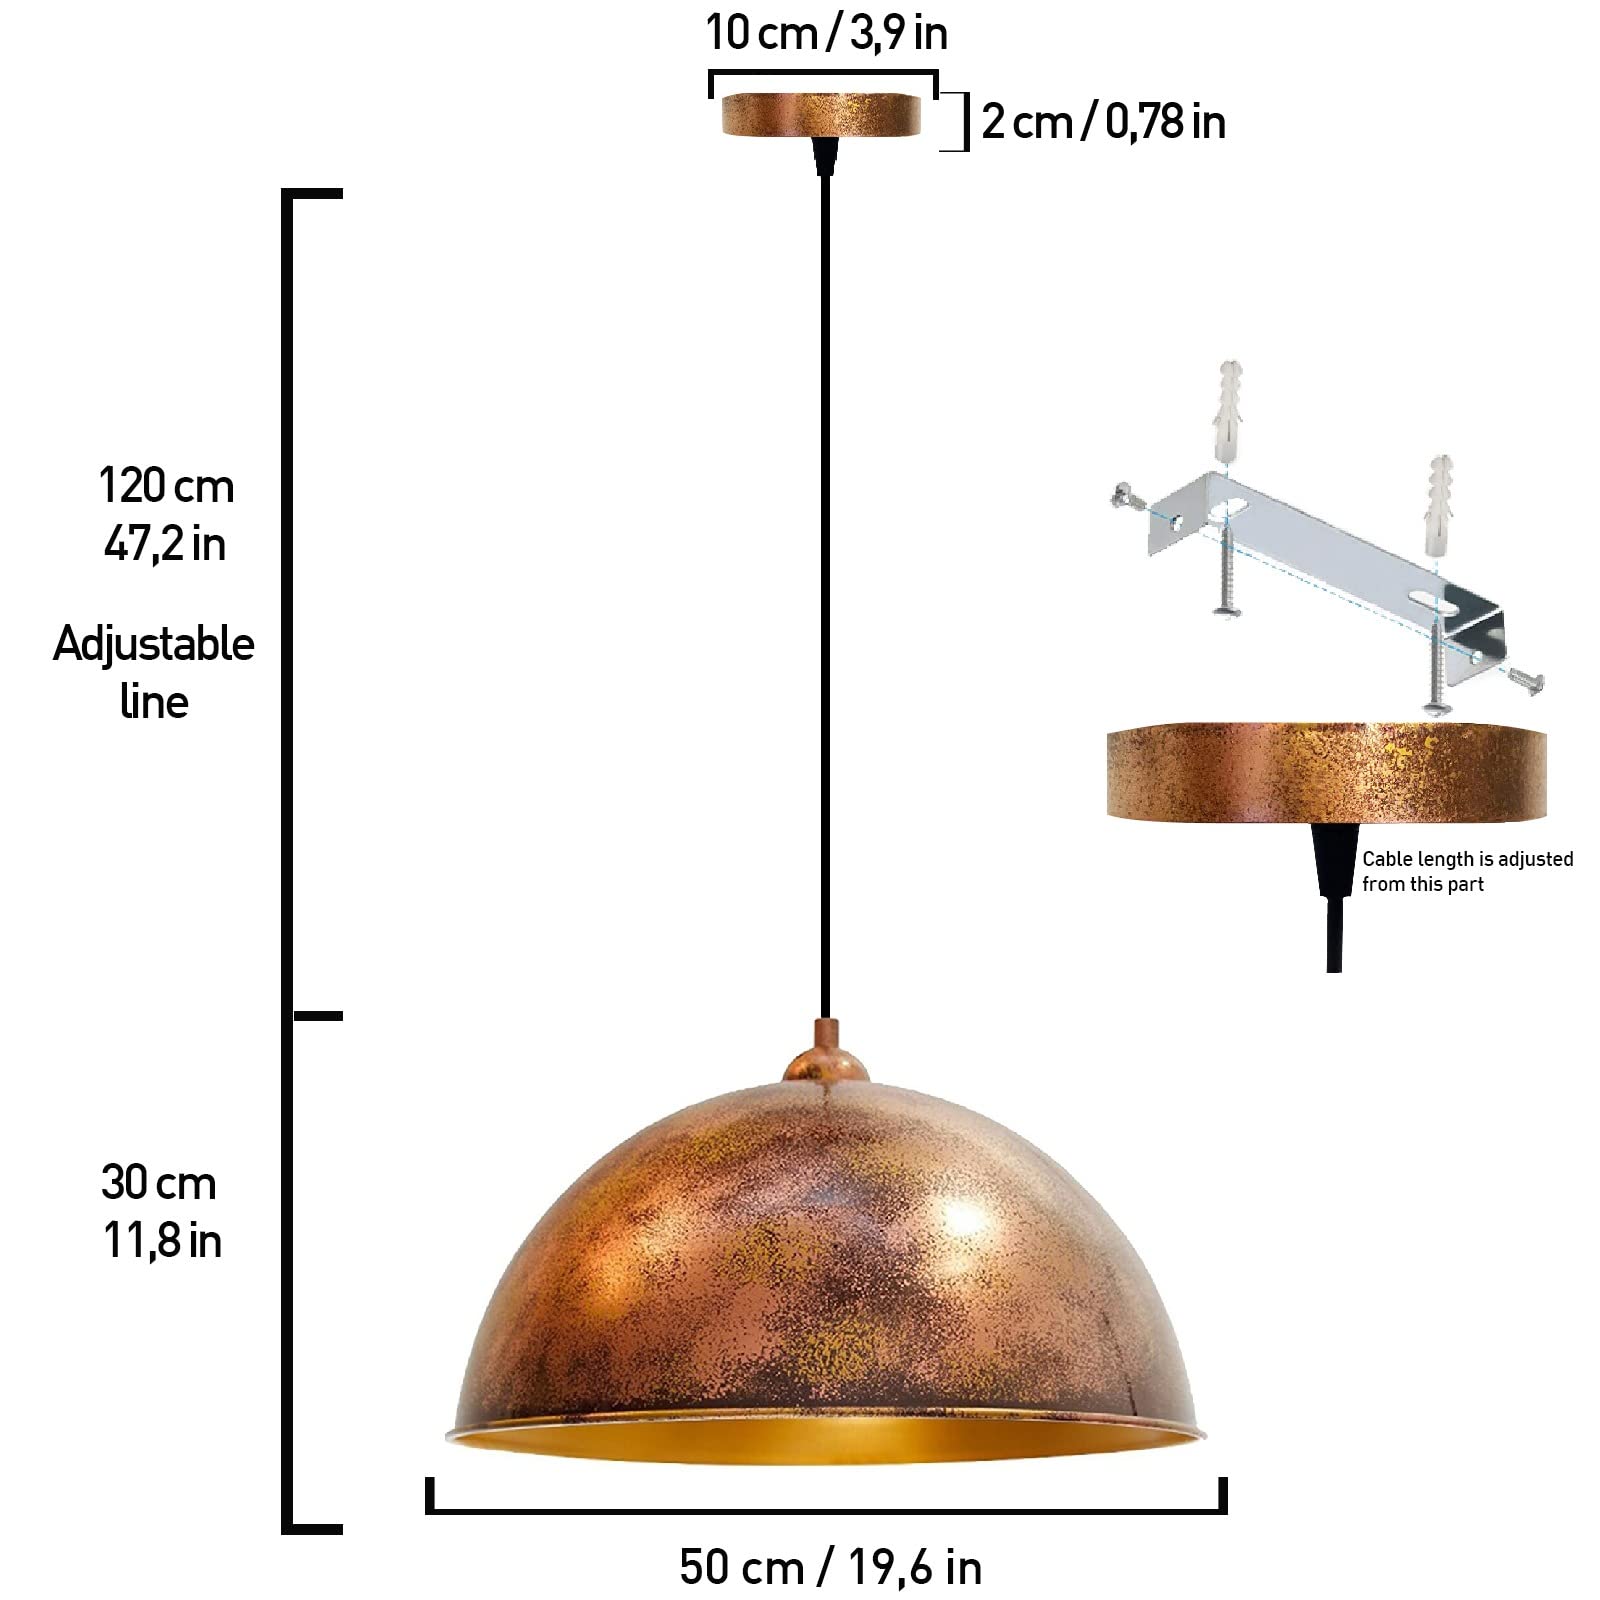 10 cm / 3,9 in
2 cm / 0,78 in
120 cm
47,2 in
Adjustable
line
Cable length is adjusted
from this part
30 cm
11,8 in
50 cm / 19,6 in